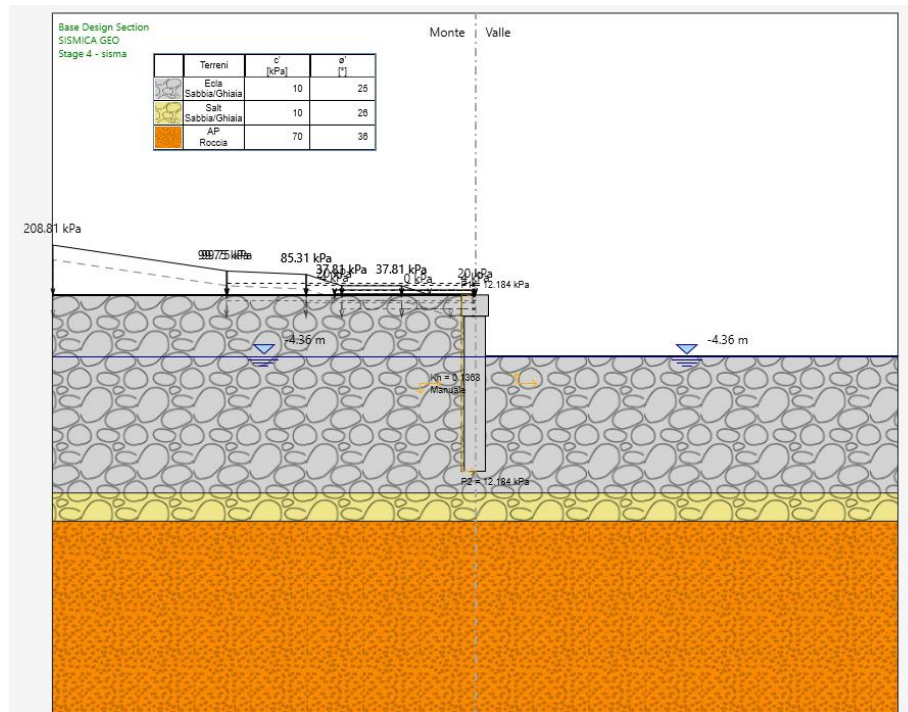 Base Design Section
SISMICA GEO
Stage 4 - sisma
Monte
Valle
Terreni c' [kPa] ø' [°]
Ecla
Sabbia/Ghiaia 10 25
Salt
Sabbia/Ghiaia 10 26
AP
Roccia 70 36
208.81 kPa
85.31 kPa
37.81 kPa
37.81 kPa
0 kPa
20 kPa
= 12.184 kPa
-4.36 m
-4.36 m
Kh = 0.1368
Manuale
P2 = 12.184 kPa